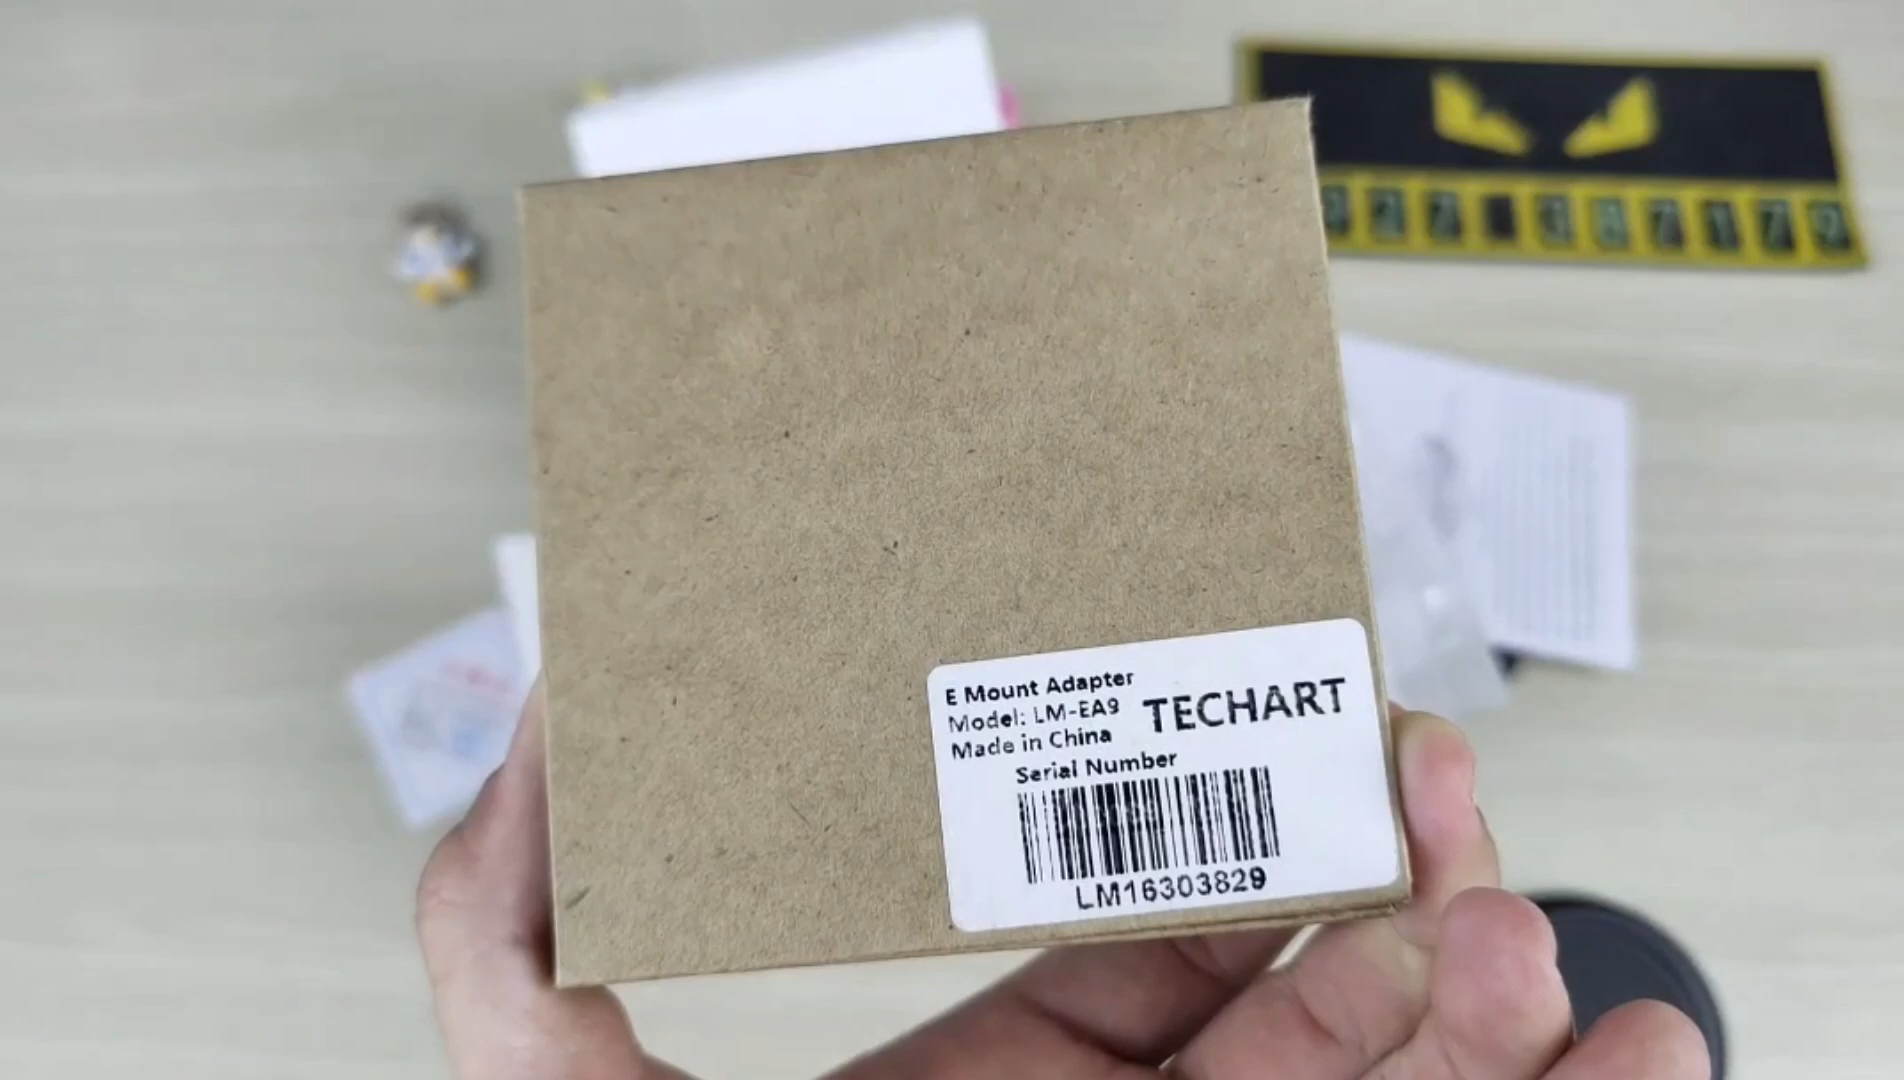 E Mount Adapter
Model: LM-EA9
TECHART
Made in China
Serial Number
LM16303829